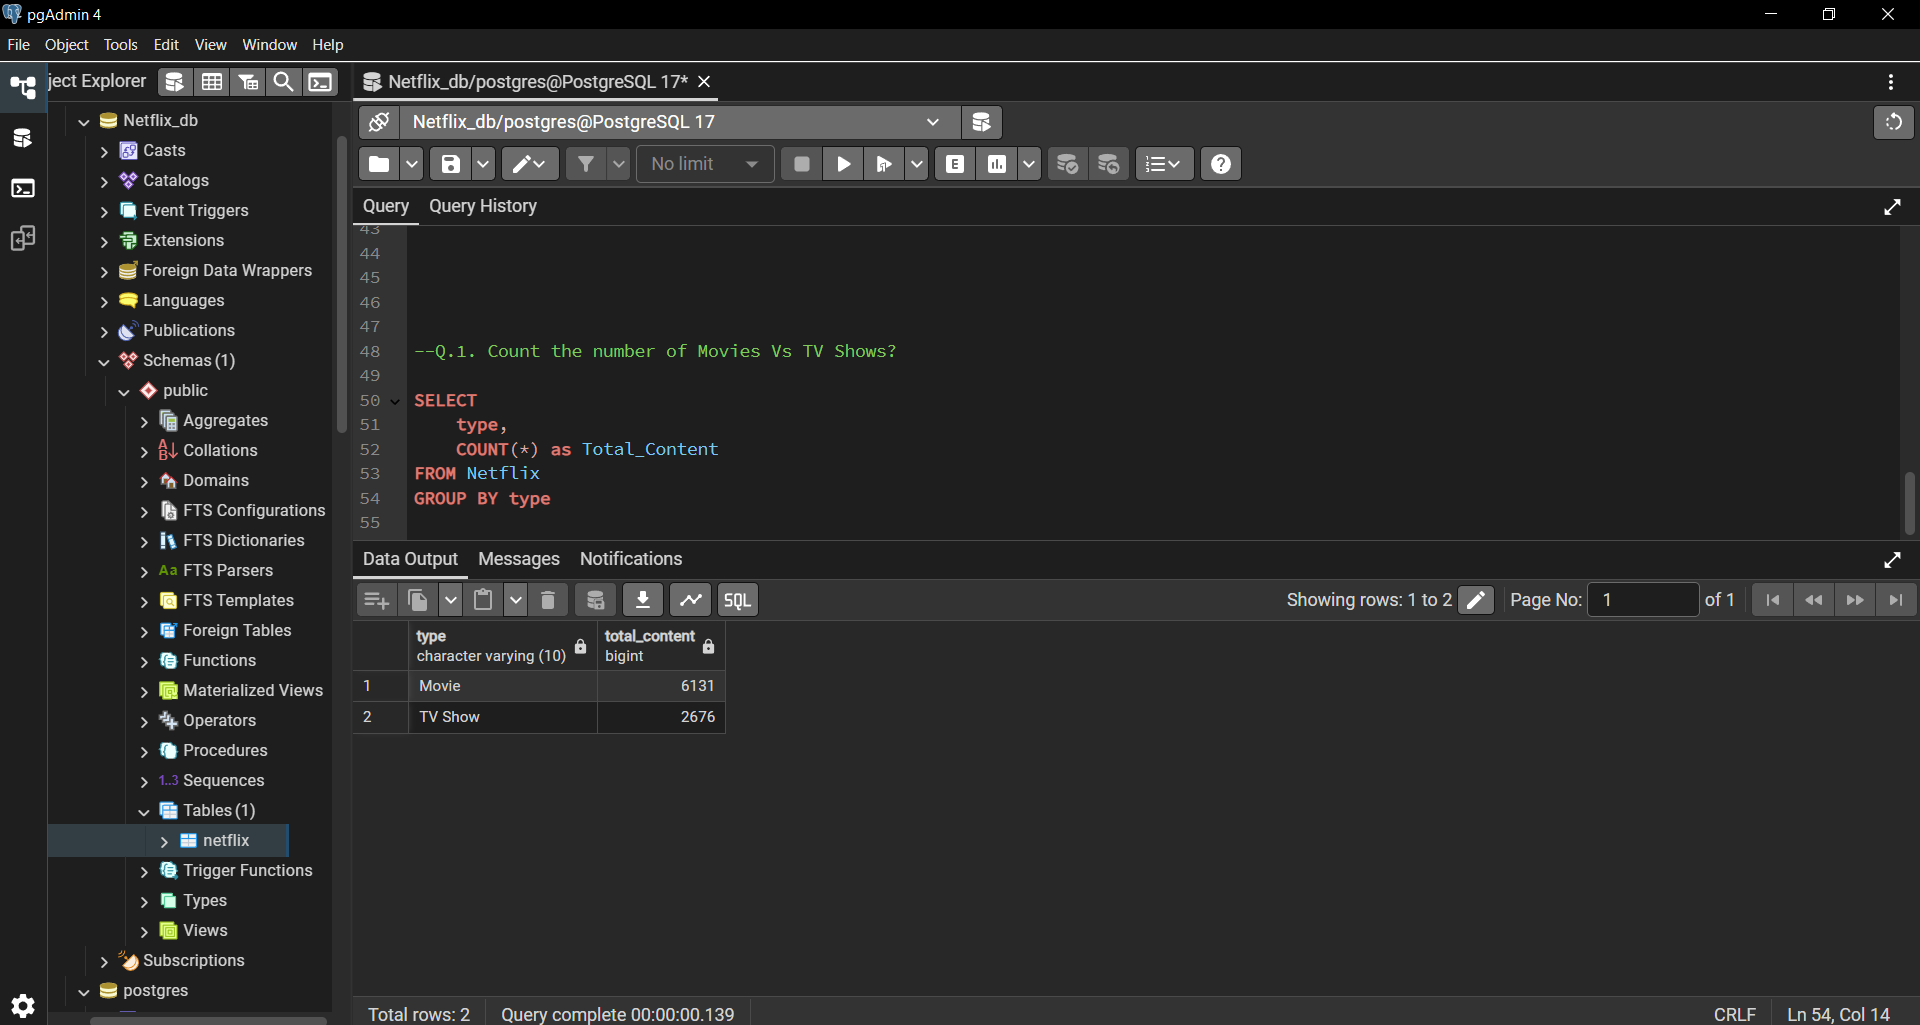 pgAdmin 4
File Object Tools Edit View Window Help
ject Explorer
Netflix_db/postgres@PostgreSQL 17*
Netflix_db
Casts
Catalogs
Event Triggers
Extensions
Foreign Data Wrappers
Languages
Publications
Schemas (1)
public
Aggregates
Collations
Domains
FTS Configurations
FTS Dictionaries
FTS Parsers
FTS Templates
Foreign Tables
Functions
Materialized Views
Operators
Procedures
1..3 Sequences
Tables (1)
netflix
Trigger Functions
Types
Views
Subscriptions
postgres
Netflix_db/postgres@PostgreSQL 17
No limit
E
Query Query History
43
44
45
46
47
48 --Q.1. Count the number of Movies Vs TV Shows?
49
50 SELECT
51 type,
52 COUNT(*) as Total_Content
53 FROM Netflix
54 GROUP BY type
55
Data Output Messages Notifications
SQL
Showing rows: 1 to 2 Page No: 1 of 1
type total_content
character varying (10) bigint
1 Movie 6131
2 TV Show 2676
Total rows: 2 Query complete 00:00:00.139 CRLF Ln 54, Col 14